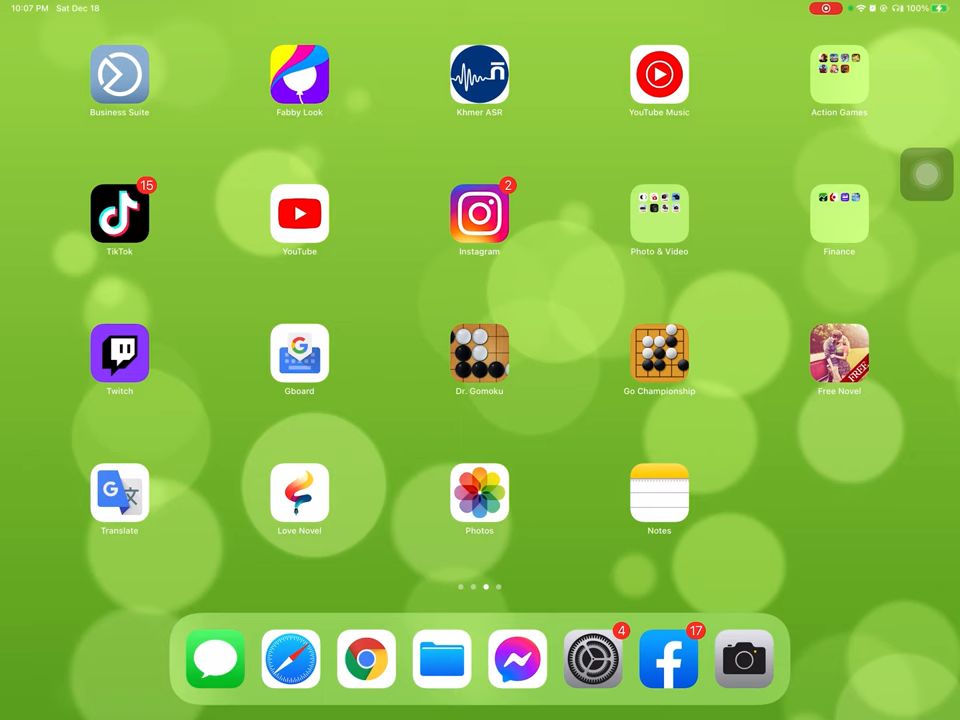 10:07 PM Sat Dec 18 100%
Business Suite Fabby Look Khmer ASR YouTube Music Action Games
15 2
TikTok YouTube Instagram Photo & Video Finance
FREE
Twitch Gboard Dr. Gomoku Go Championship Free Novel
Translate Love Novel Photos Notes
4 17